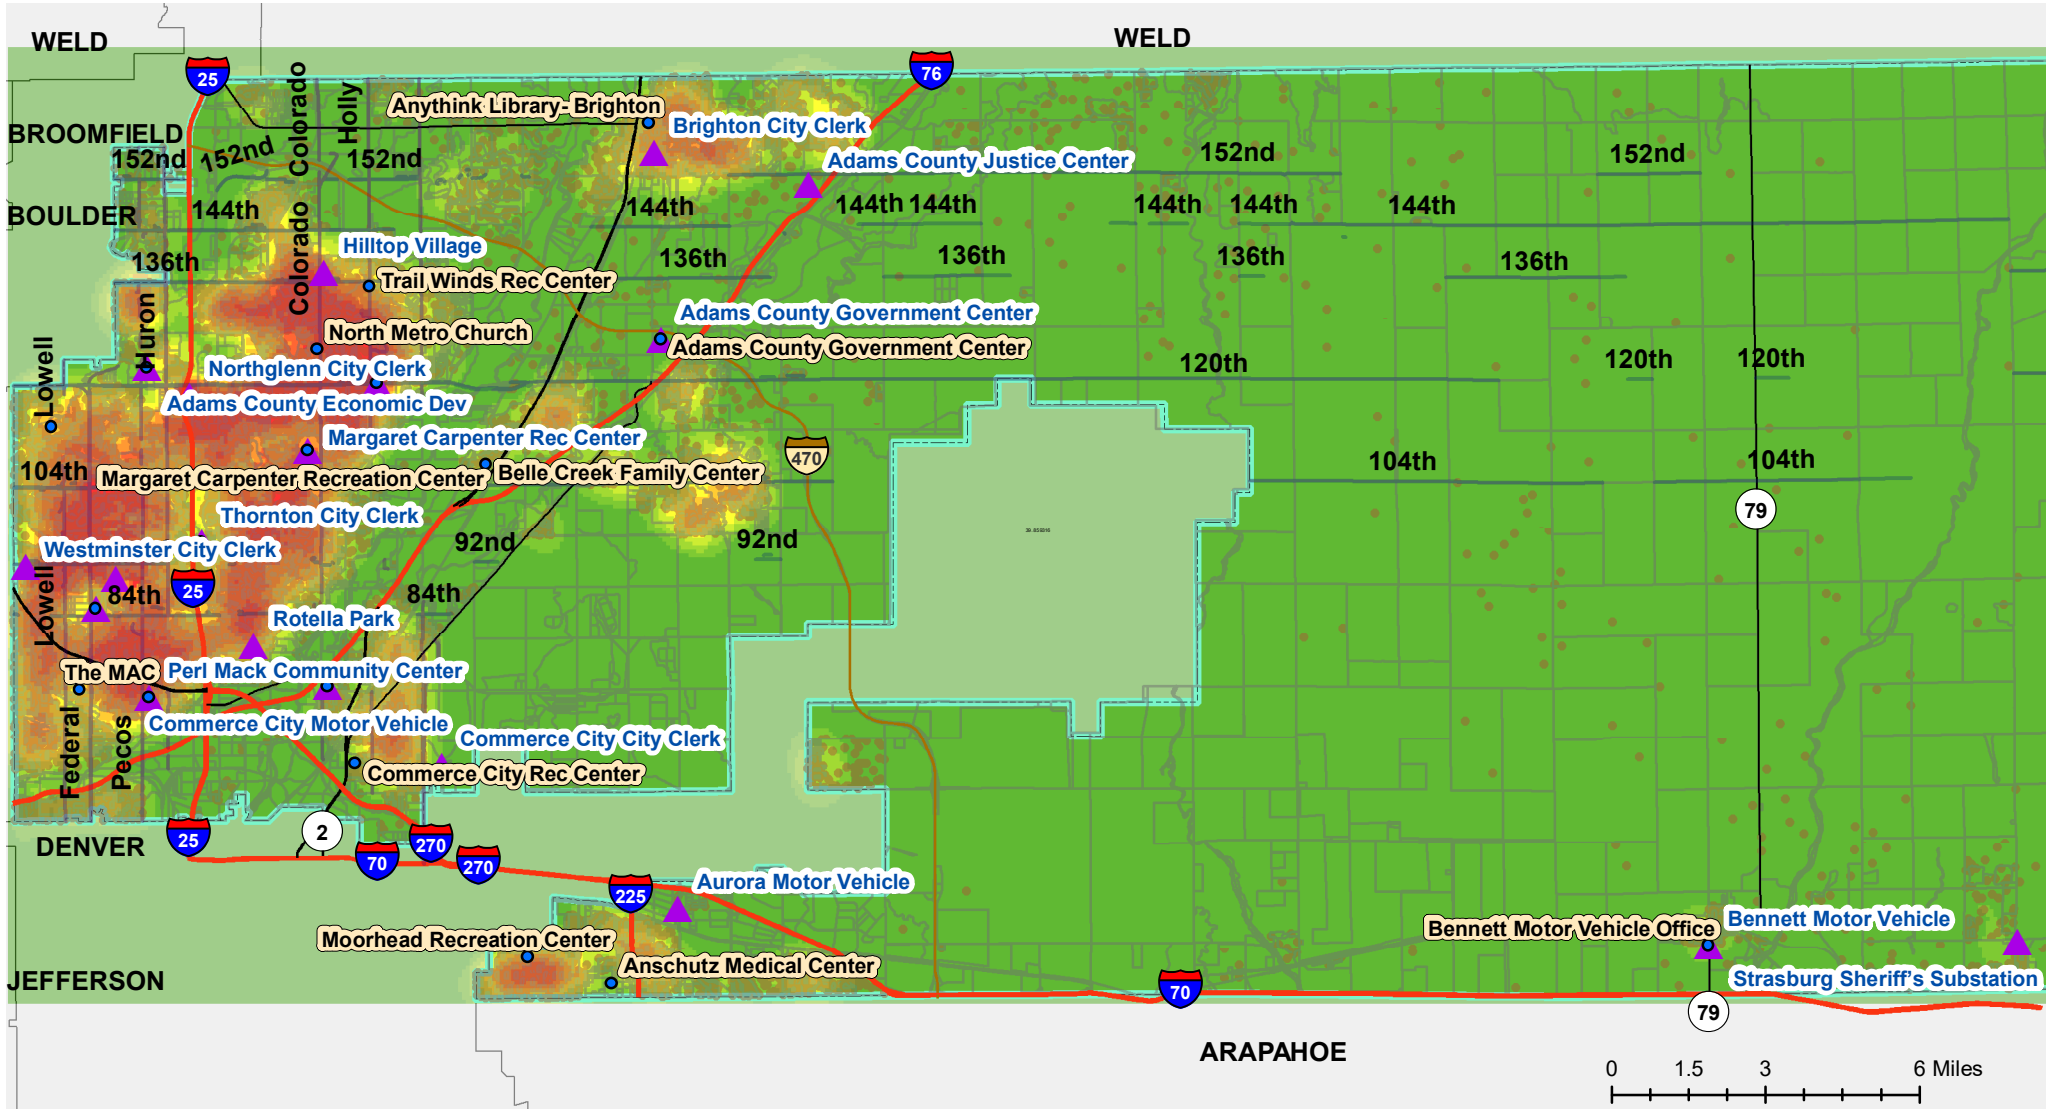 WELD
WELD
25
76
Colorado
Holly
Anythink Library- Brighton
Brighton City Clerk
BROOMFIELD
152nd
152nd
152nd
Adams County Justice Center
152nd
152nd
BOULDER
144th
144th
144th
144th
144th
144th
144th
Colorado
Hilltop Village
136th
136th
136th
136th
136th
Trail Winds Rec Center
Huron
North Metro Church
Adams County Government Center
Adams County Government Center
Lowell
Northglenn City Clerk
120th
120th
120th
Adams County Economic Dev
Margaret Carpenter Rec Center
104th
Margaret Carpenter Recreation Center
Belle Creek Family Center
470
104th
104th
Thornton City Clerk
79
92nd
92nd
Westminster City Clerk
Lowell
84th
25
84th
Rotella Park
The MAC
Perl Mack Community Center
Federal
Pecos
Commerce City Motor Vehicle
Commerce City City Clerk
Commerce City Rec Center
DENVER
25
2
70
270
270
225
Aurora Motor Vehicle
Moorhead Recreation Center
Anschutz Medical Center
Bennett Motor Vehicle Office
Bennett Motor Vehicle
JEFFERSON
70
Strasburg Sheriff's Substation
79
ARAPAHOE
0 1.5 3 6 Miles